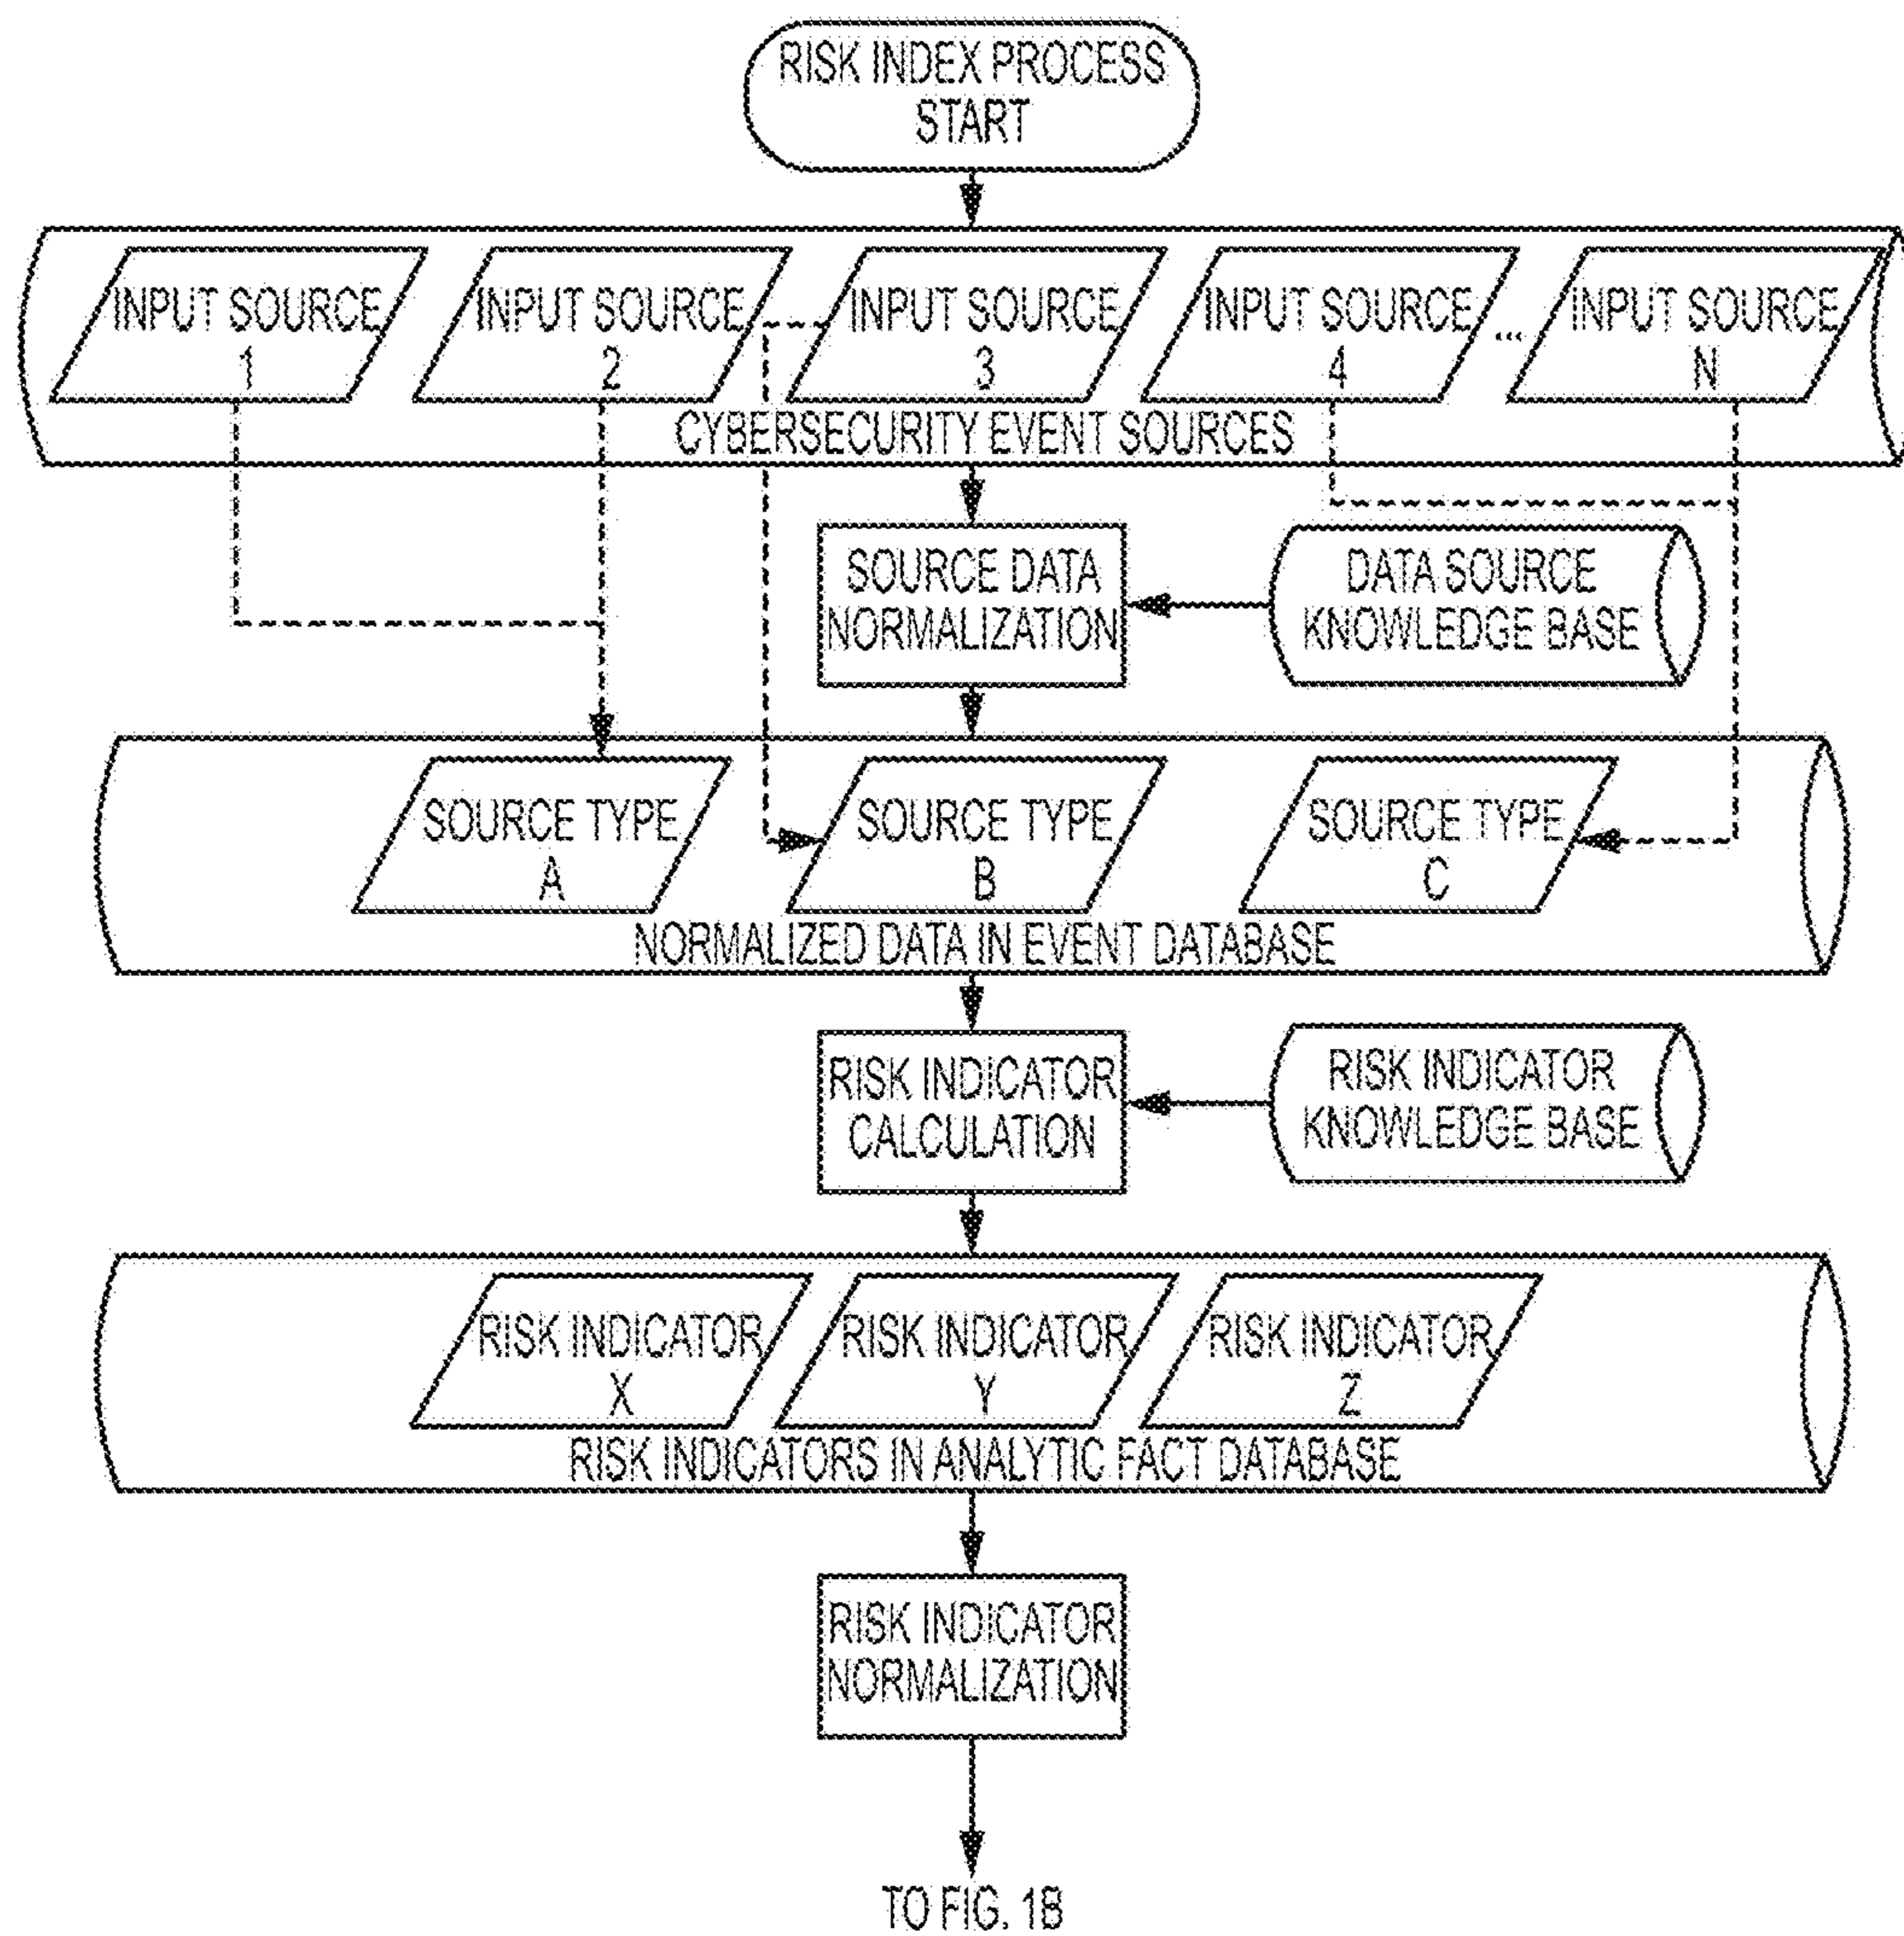 RISK INDEX PROCESS
START
INPUT SOURCE
1
INPUT SOURCE
2
INPUT SOURCE
3
INPUT SOURCE
4
...
INPUT SOURCE
N
CYBERSECURITY EVENT SOURCES
SOURCE DATA
NORMALIZATION
DATA SOURCE
KNOWLEDGE BASE
SOURCE TYPE
A
SOURCE TYPE
B
SOURCE TYPE
C
NORMALIZED DATA IN EVENT DATABASE
RISK INDICATOR
CALCULATION
RISK INDICATOR
KNOWLEDGE BASE
RISK INDICATOR
X
RISK INDICATOR
Y
RISK INDICATOR
Z
RISK INDICATORS IN ANALYTIC FACT DATABASE
RISK INDICATOR
NORMALIZATION
TO FIG. 1B